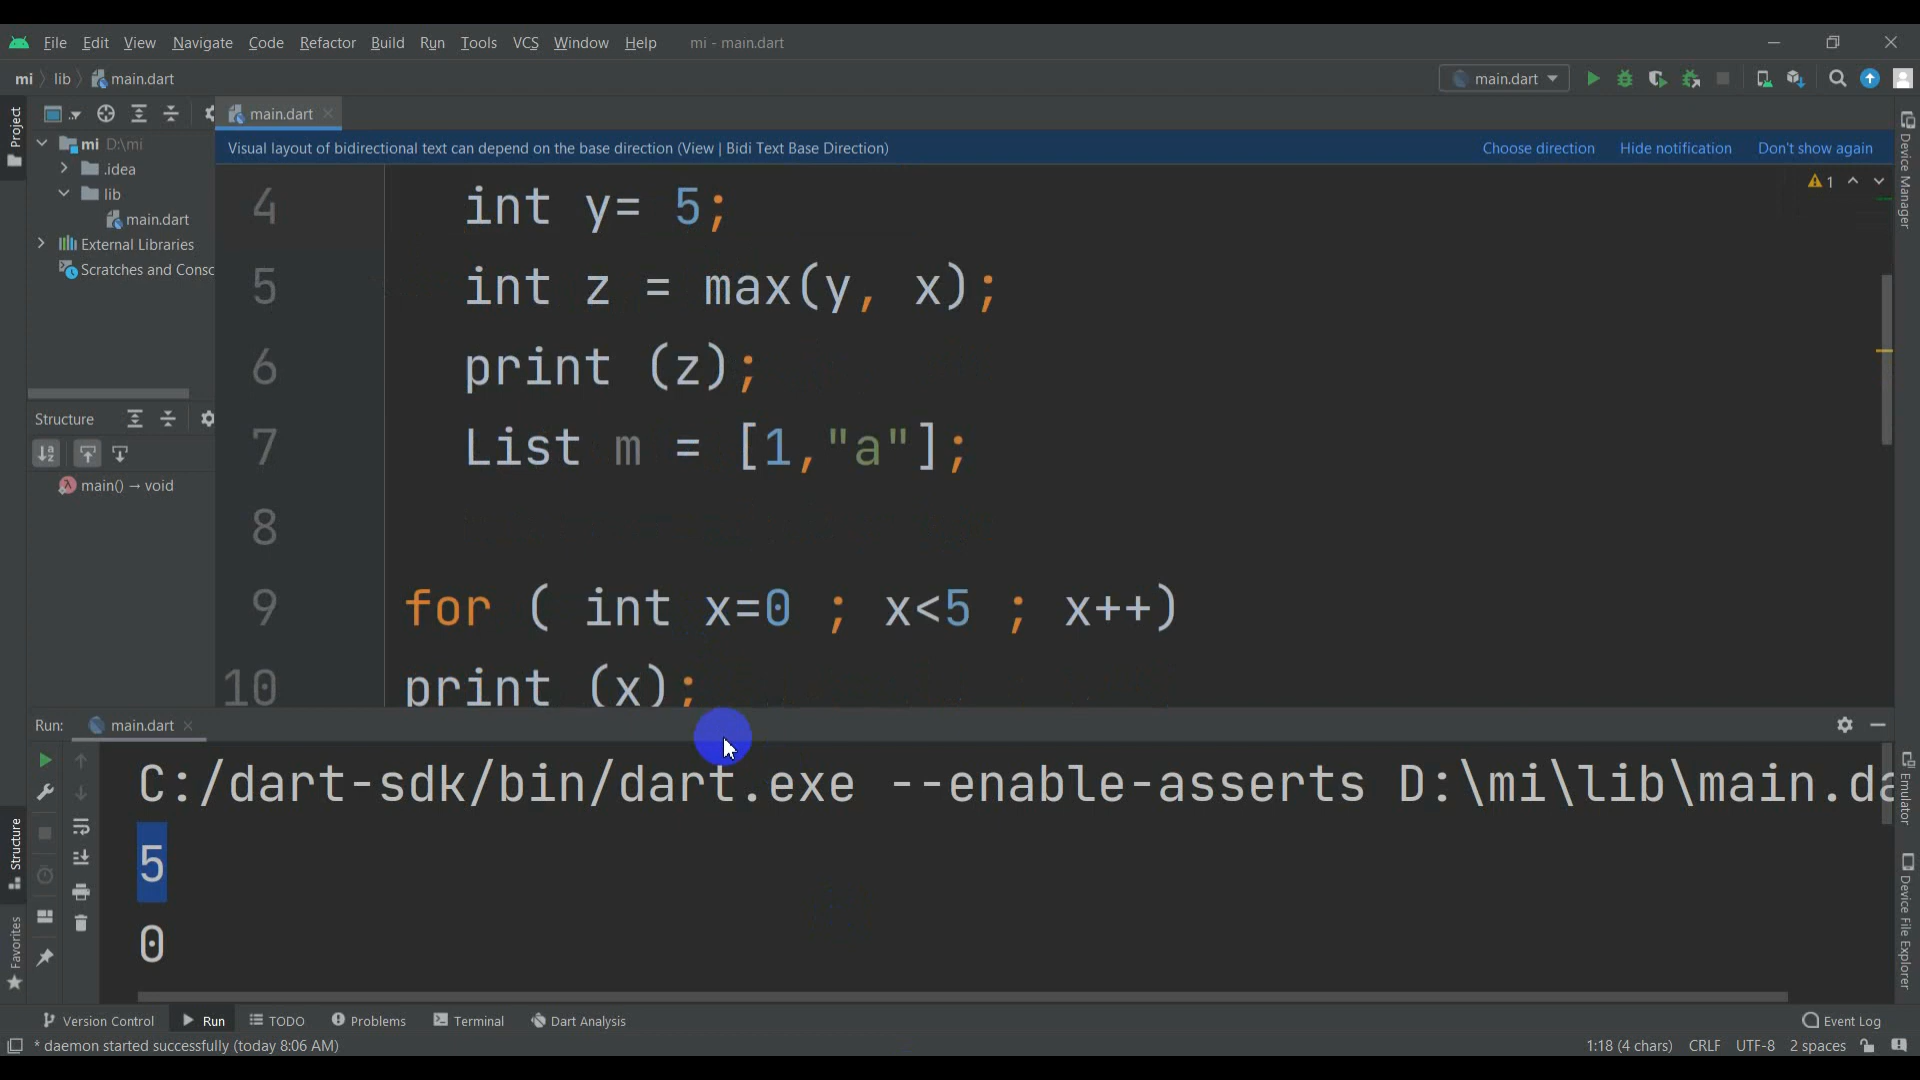 File Edit View Navigate Code Refactor Build Run Tools VCS Window Help mi - main.dart
mi lib main.dart
main.dart
main.dart
Visual layout of bidirectional text can depend on the base direction (View | Bidi Text Base Direction) Choose direction Hide notification Don't show again
Project
mi D:\mi
.idea
lib
main.dart
External Libraries
Scratches and Consc
Structure
main() → void
1
4 int y= 5;
5 int z = max(y, x);
6 print (z);
7 List m = [1,"a"];
8
9 for ( int x=0 ; x<5 ; x++)
10 print (x);
Device Manager
Run: main.dart
C:/dart-sdk/bin/dart.exe --enable-asserts D:\mi\lib\main.da
5
0
Structure
Favorites
Emulator
Device File Explorer
Version Control Run TODO Problems Terminal Dart Analysis Event Log
* daemon started successfully (today 8:06 AM) 1:18 (4 chars) CRLF UTF-8 2 spaces